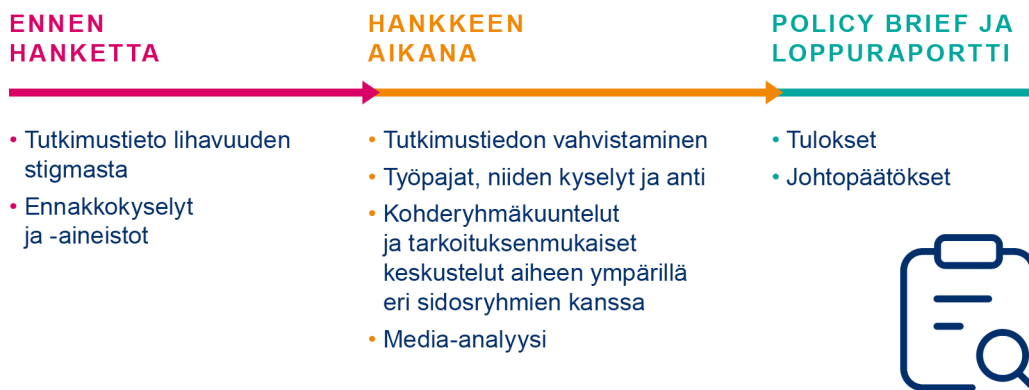 ENNEN
HANKETTA
• Tutkimustieto lihavuuden
stigmasta
• Ennakkokyselyt
ja -aineistot
HANKKEEN
AIKANA
• Tutkimustiedon vahvistaminen
• Työpajat, niiden kyselyt ja anti
• Kohderyhmäkuuntelut
ja tarkoituksenmukaiset
keskustelut aiheen ympärillä
eri sidosryhmien kanssa
• Media-analyysi
POLICY BRIEF JA
LOPPURAPORTTI
• Tulokset
• Johtopäätökset